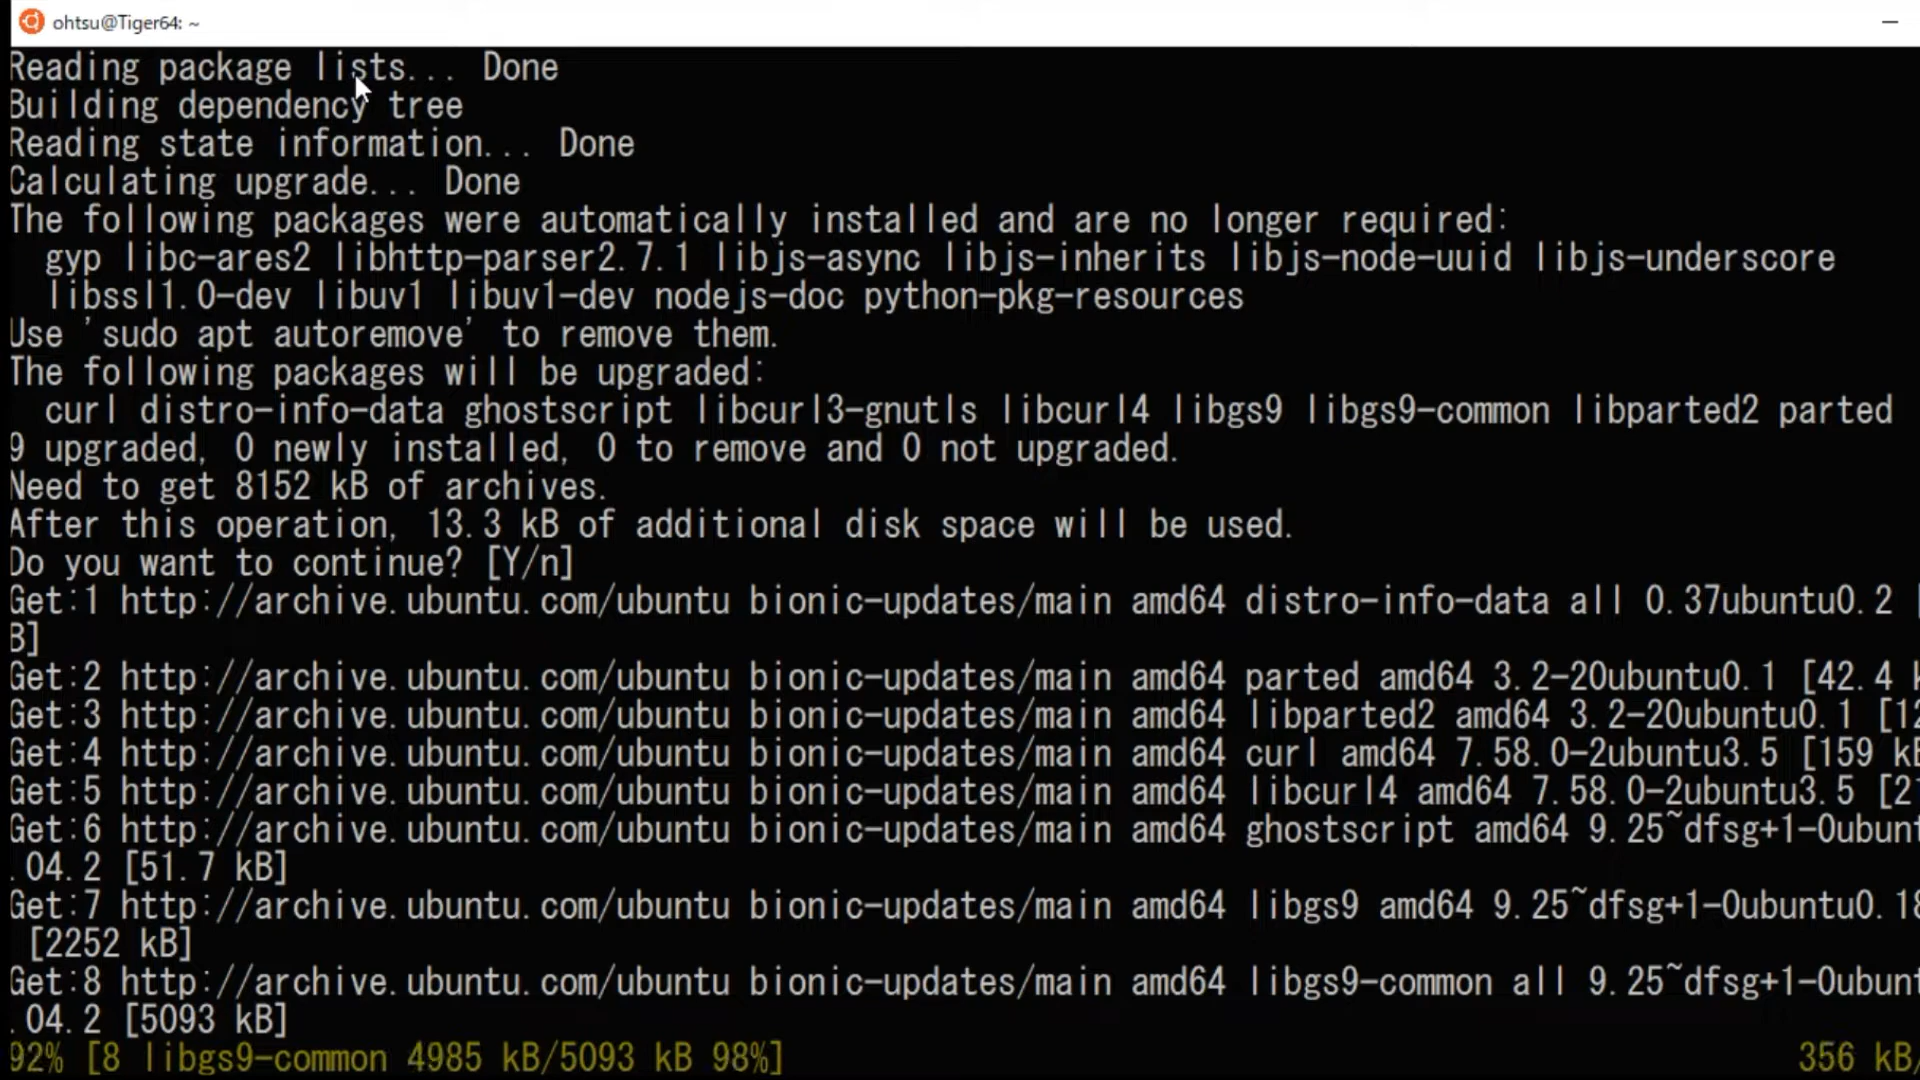 ohtsu@Tiger64: ~
Reading package lists... Done
Building dependency tree
Reading state information... Done
Calculating upgrade... Done
The following packages were automatically installed and are no longer required:
  gyp libc-ares2 libhttp-parser2.7.1 libjs-async libjs-inherits libjs-node-uuid libjs-underscore
  libssl1.0-dev libuv1 libuv1-dev nodejs-doc python-pkg-resources
Use 'sudo apt autoremove' to remove them.
The following packages will be upgraded:
  curl distro-info-data ghostscript libcurl3-gnutls libcurl4 libgs9 libgs9-common libparted2 parted
9 upgraded, 0 newly installed, 0 to remove and 0 not upgraded.
Need to get 8152 kB of archives.
After this operation, 13.3 kB of additional disk space will be used.
Do you want to continue? [Y/n]
Get:1 http://archive.ubuntu.com/ubuntu bionic-updates/main amd64 distro-info-data all 0.37ubuntu0.2
B]
Get:2 http://archive.ubuntu.com/ubuntu bionic-updates/main amd64 parted amd64 3.2-20ubuntu0.1 [42.4
Get:3 http://archive.ubuntu.com/ubuntu bionic-updates/main amd64 libparted2 amd64 3.2-20ubuntu0.1 [12
Get:4 http://archive.ubuntu.com/ubuntu bionic-updates/main amd64 curl amd64 7.58.0-2ubuntu3.5 [159 kB
Get:5 http://archive.ubuntu.com/ubuntu bionic-updates/main amd64 libcurl4 amd64 7.58.0-2ubuntu3.5 [2
Get:6 http://archive.ubuntu.com/ubuntu bionic-updates/main amd64 ghostscript amd64 9.25~dfsg+1-0ubunt
.04.2 [51.7 kB]
Get:7 http://archive.ubuntu.com/ubuntu bionic-updates/main amd64 libgs9 amd64 9.25~dfsg+1-0ubuntu0.18
 [2252 kB]
Get:8 http://archive.ubuntu.com/ubuntu bionic-updates/main amd64 libgs9-common all 9.25~dfsg+1-0ubunt
.04.2 [5093 kB]
92% [8 libgs9-common 4985 kB/5093 kB 98%] 356 kB/